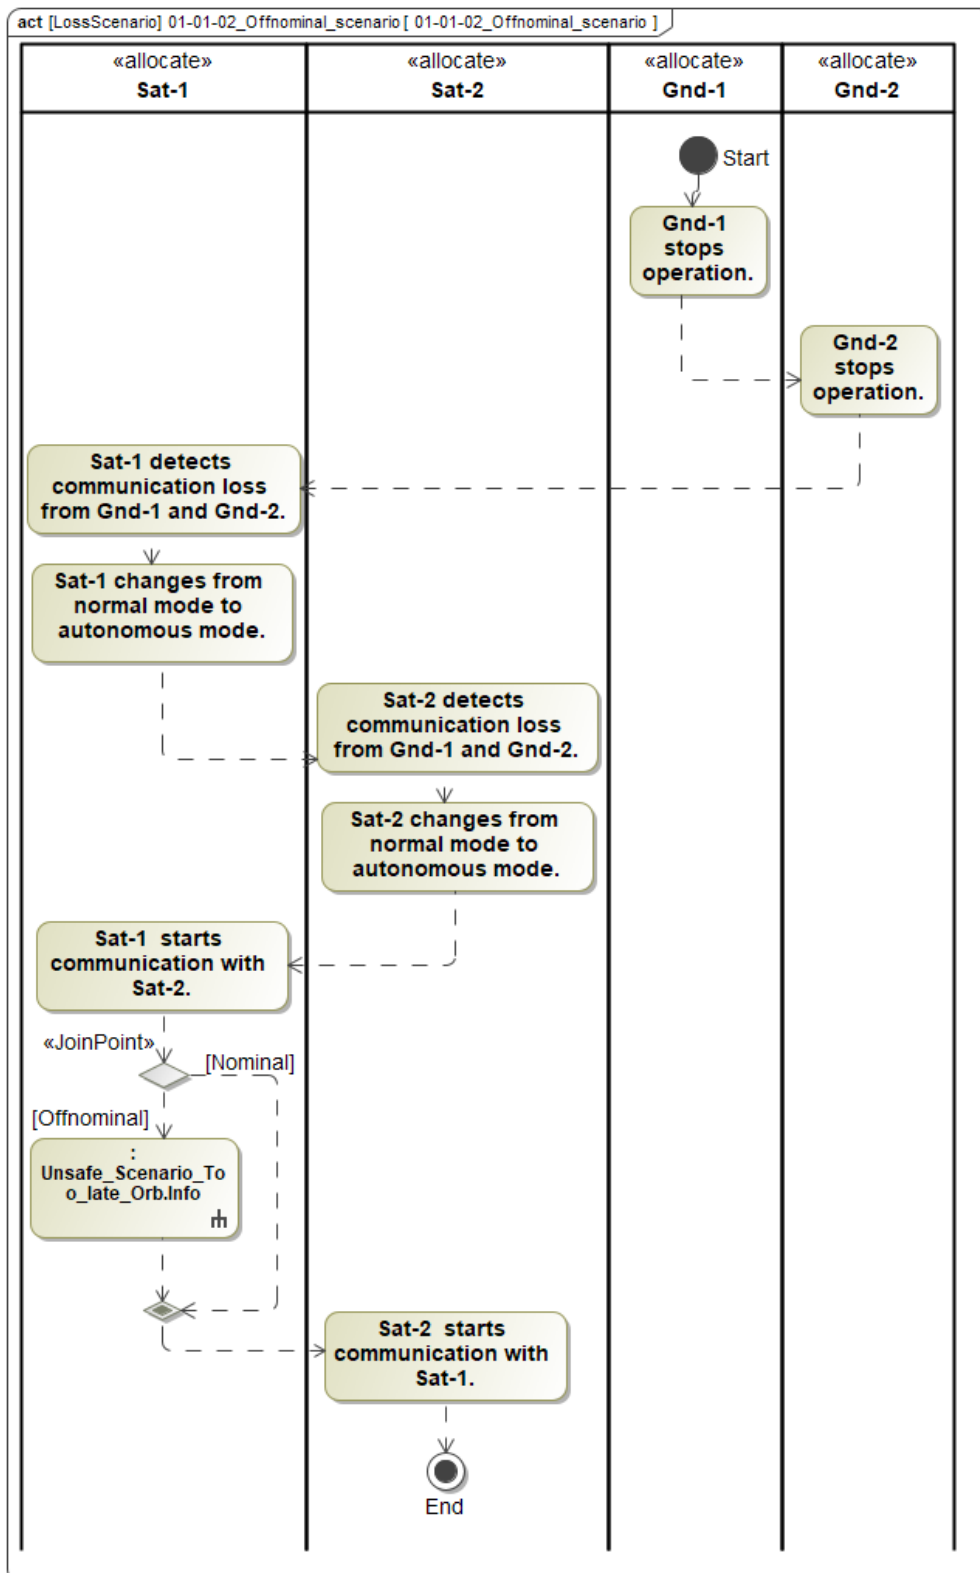 act [LossScenario] 01-01-02_Offnominal_scenario [ 01-01-02_Offnominal_scenario ]
«allocate»
Sat-1
«allocate»
Sat-2
«allocate»
Gnd-1
«allocate»
Gnd-2
Start
Gnd-1
stops
operation.
Gnd-2
stops
operation.
Sat-1 detects
communication loss
from Gnd-1 and Gnd-2.
Sat-1 changes from
normal mode to
autonomous mode.
Sat-2 detects
communication loss
from Gnd-1 and Gnd-2.
Sat-2 changes from
normal mode to
autonomous mode.
Sat-1 starts
communication with
Sat-2.
«JoinPoint»
[Nominal]
[Offnominal]
:
Unsafe_Scenario_To
o_late_Orb.Info
Sat-2 starts
communication with
Sat-1.
End